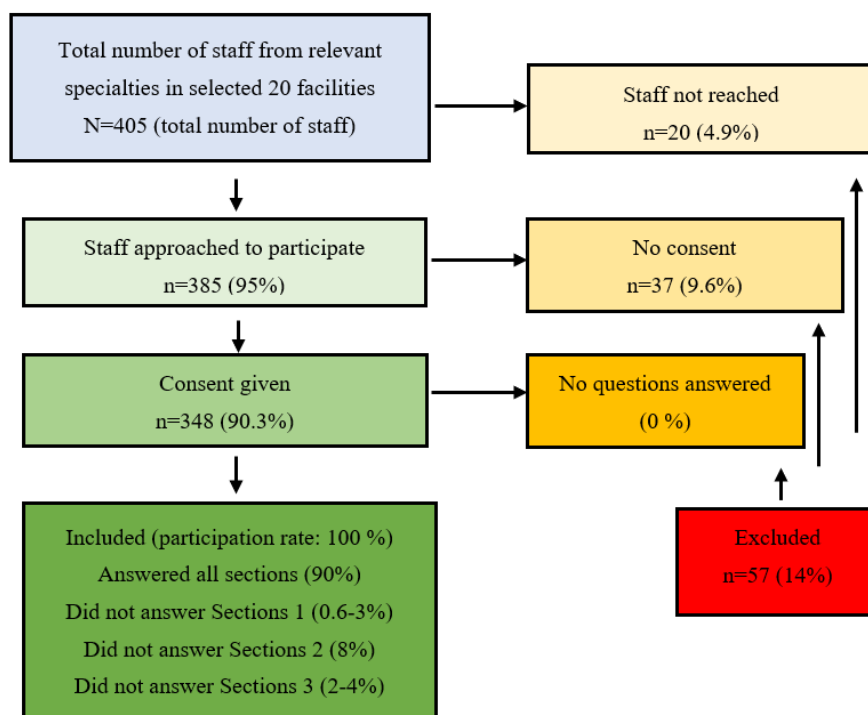 Total number of staff from relevant
specialties in selected 20 facilities
N=405 (total number of staff)
Staff not reached
n=20 (4.9%)
Staff approached to participate
n=385 (95%)
No consent
n=37 (9.6%)
Consent given
n=348 (90.3%)
No questions answered
(0 %)
Included (participation rate: 100 %)
Answered all sections (90%)
Did not answer Sections 1 (0.6-3%)
Did not answer Sections 2 (8%)
Did not answer Sections 3 (2-4%)
Excluded
n=57 (14%)